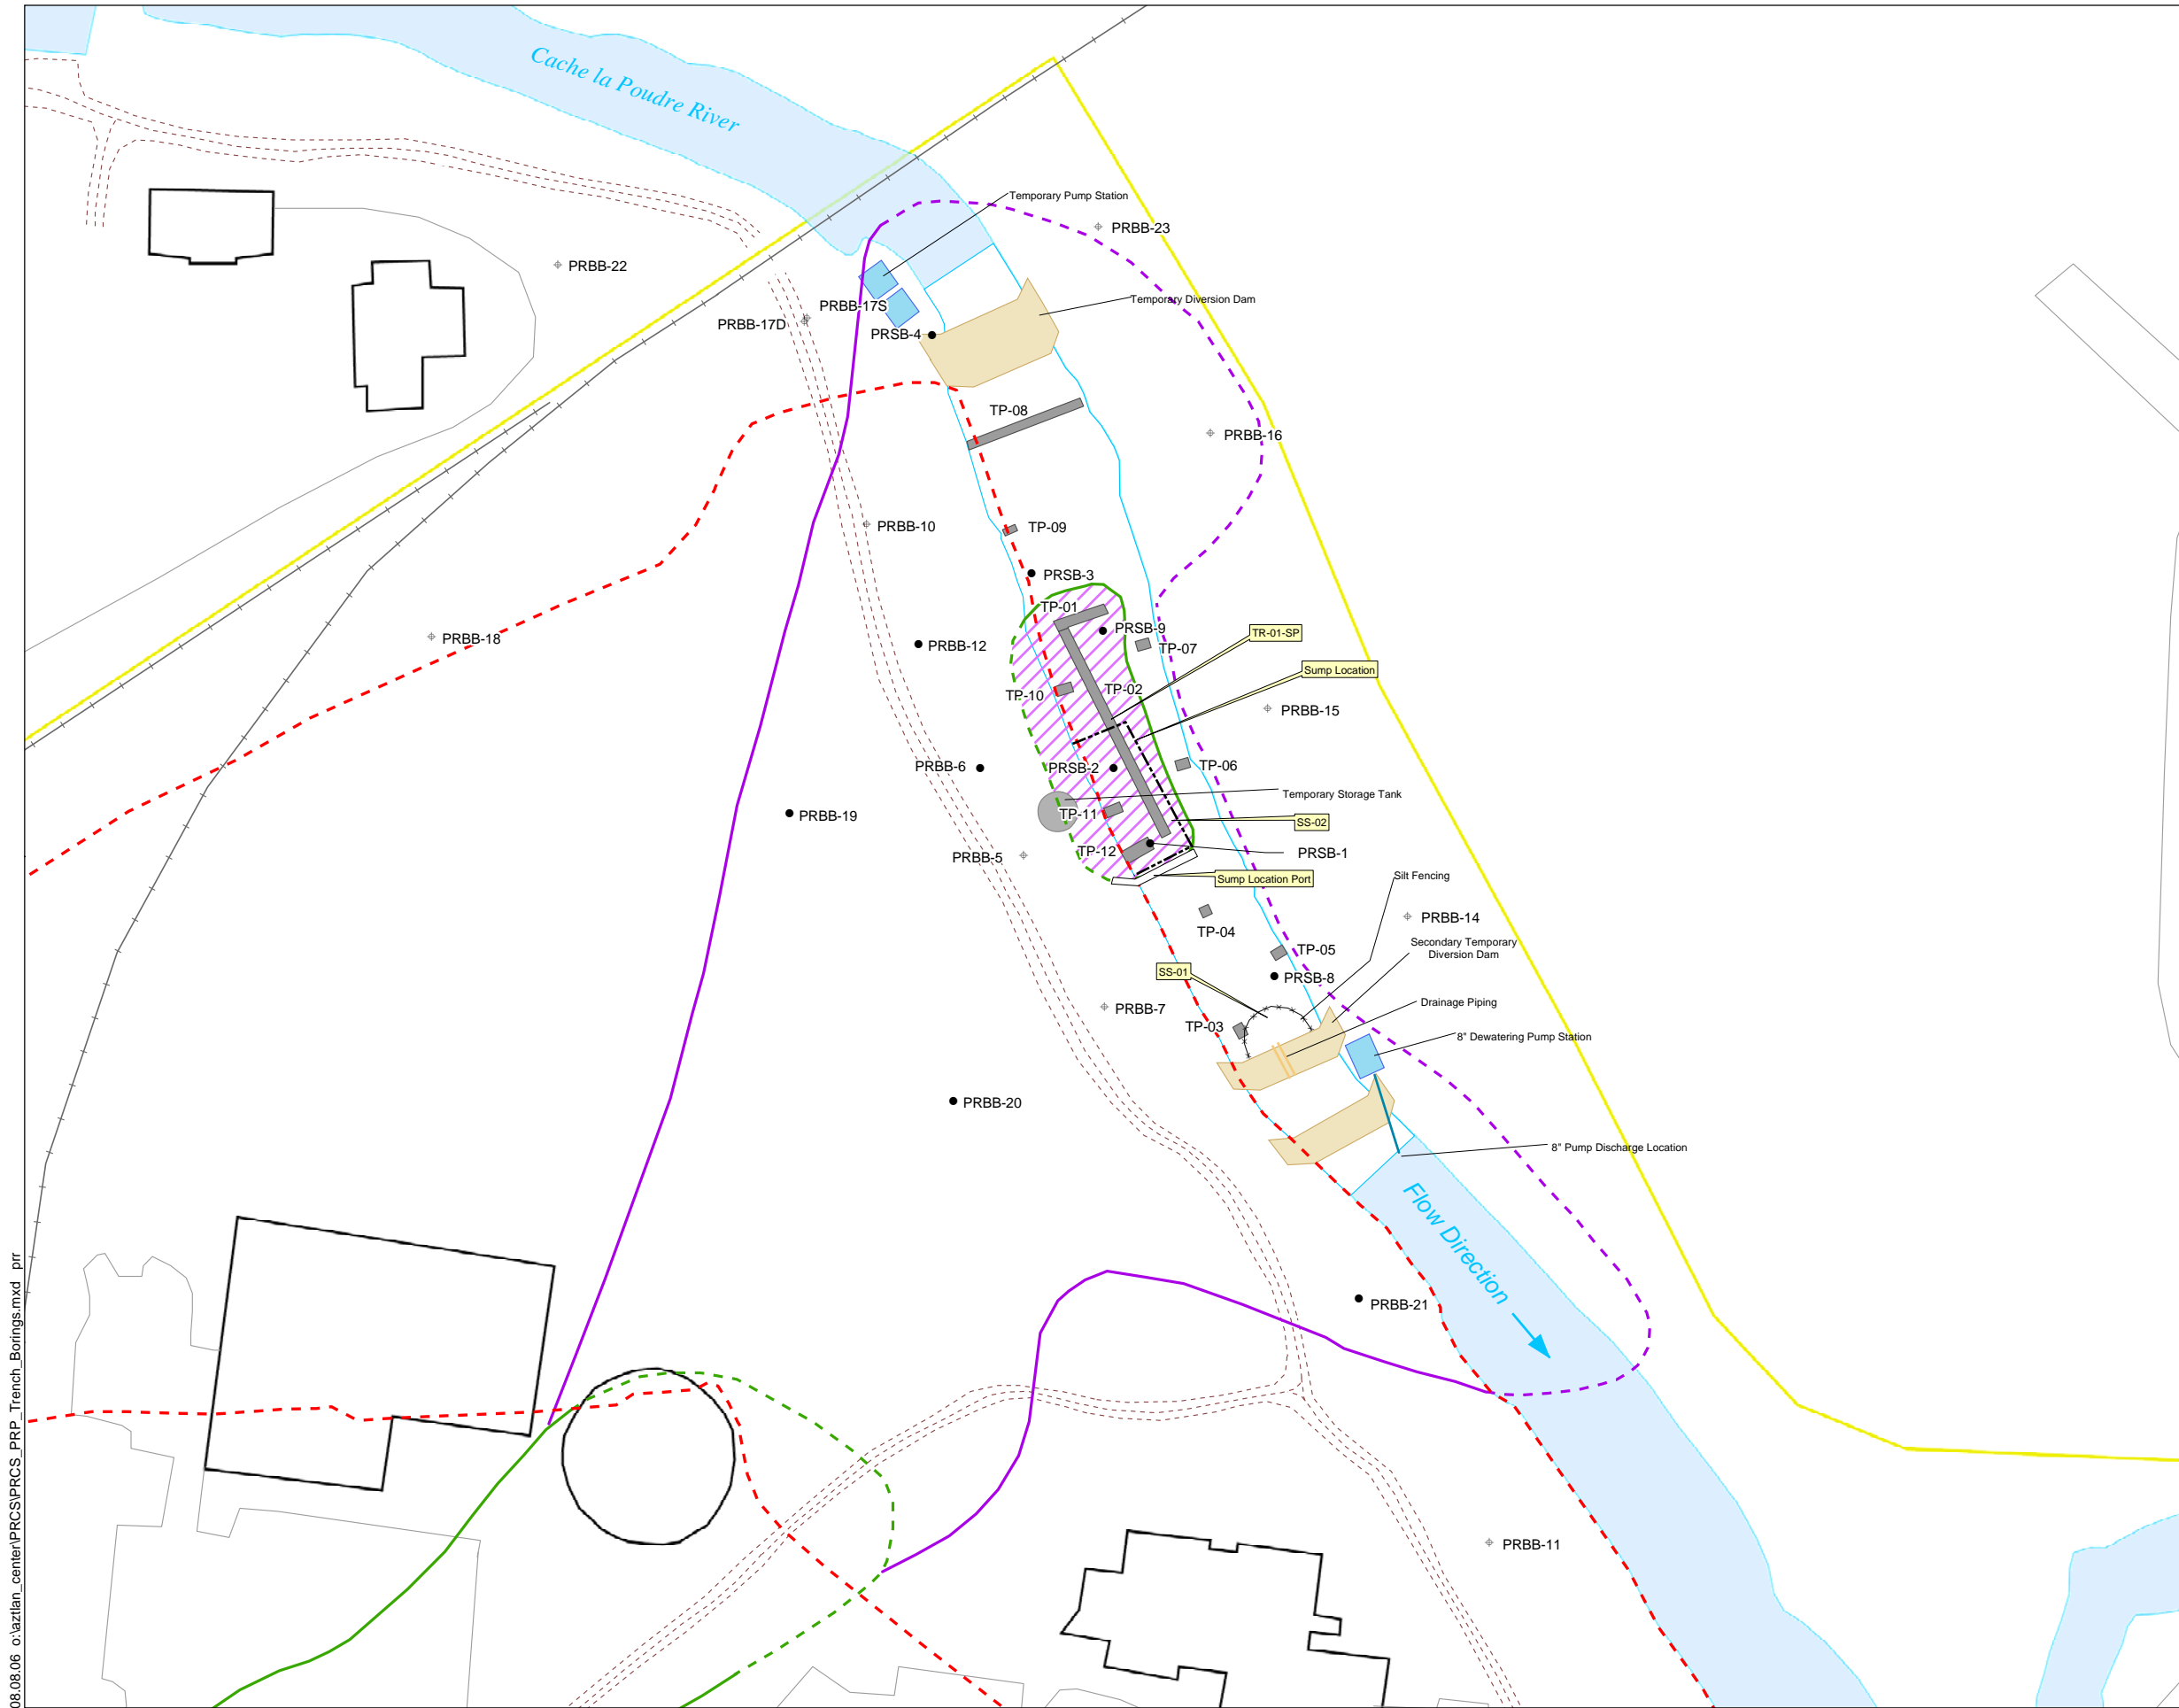 Cache la Poudre River
Temporary Pump Station
PRBB-23
PRBB-22
Temporary Diversion Dam
PRBB-17S
PRBB-17D
PRSB-4
TP-08
PRBB-16
PRBB-10
TP-09
PRSB-3
TP-01
PRSB-9
TR-01-SP
PRBB-18
PRBB-12
TP-07
Sump Location
TP-10
TP-02
PRBB-15
PRBB-6
PRSB-2
TP-06
Temporary Storage Tank
PRBB-19
TP-11
SS-02
PRBB-5
TP-12
PRSB-1
Sump Location Port
Silt Fencing
TP-04
PRBB-14
Secondary Temporary
Diversion Dam
TP-05
SS-01
PRSB-8
PRBB-7
TP-03
Drainage Piping
8" Dewatering Pump Station
PRBB-20
8" Pump Discharge Location
Flow Direction
PRBB-21
PRBB-11
08.08.06 o:\aztlan_center\PRCS\PRCS_PRP_Trench_Borings.mxd prr